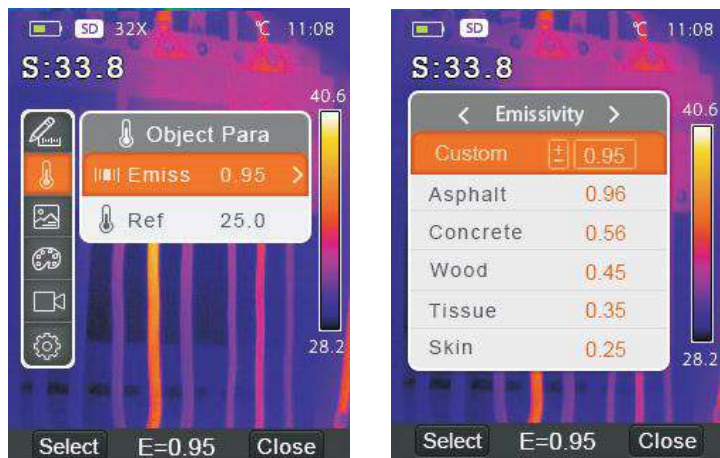 SD 32X ℃ 11:08
S:33.8
40.6
Object Para
Emiss 0.95 >
Ref 25.0
28.2
Select E=0.95 Close
SD ℃ 11:08
S:33.8
40.6
< Emissivity >
Custom ± 0.95
Asphalt 0.96
Concrete 0.56
Wood 0.45
Tissue 0.35
Skin 0.25
28.2
Select E=0.95 Close